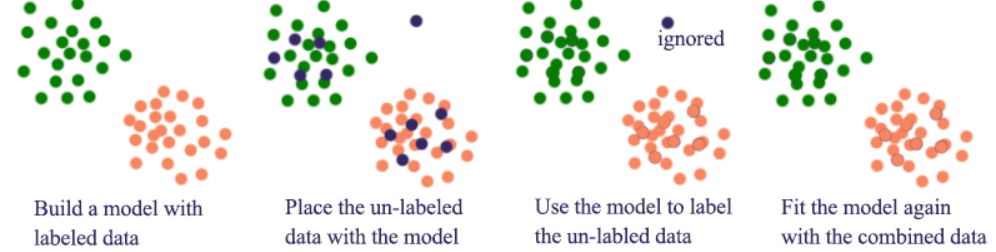 ignored
Build a model with
labeled data
Place the un-labeled
data with the model
Use the model to label
the un-labled data
Fit the model again
with the combined data